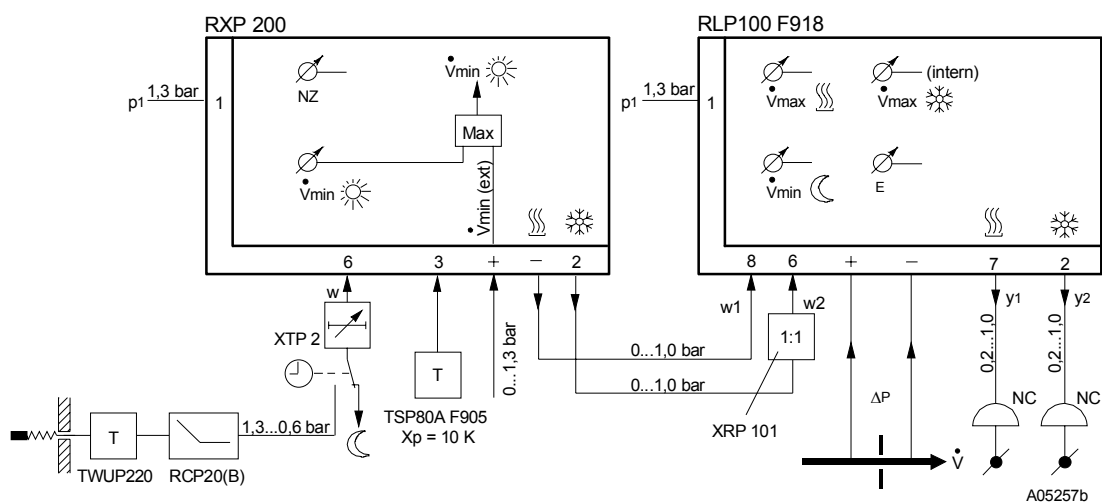 RXP 200
RLP100 F918
p1 1,3 bar
1
NZ
V̇min
Max
V̇min
V̇min (ext)
6
3
+
−
2
p1 1,3 bar
1
V̇max
(intern)
V̇max
V̇min
E
8
6
+
−
7
2
w
XTP 2
T
TSP80A F905
Xp = 10 K
0...1,3 bar
w1
w2
1:1
0...1,0 bar
0...1,0 bar
XRP 101
ΔP
y1
y2
0,2...1,0
0,2...1,0
NC
NC
V̇
T
1,3...0,6 bar
TWUP220
RCP20(B)
A05257b